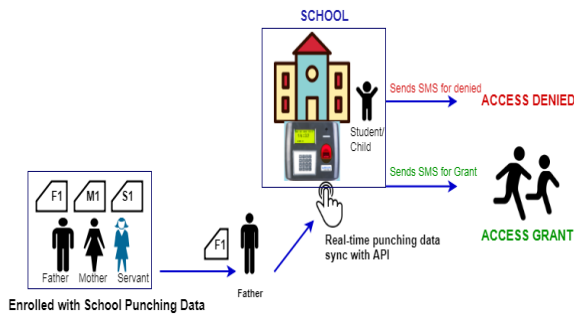 SCHOOL
Sends SMS for denied
ACCESS DENIED
Student/
Child
Sends SMS for Grant
F1 M1 S1
F1
Real-time punching data
sync with API
ACCESS GRANT
Father Mother Servant
Father
Enrolled with School Punching Data